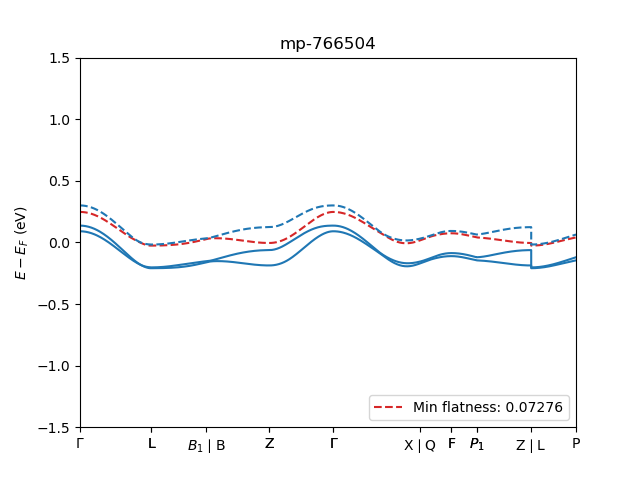 mp-766504
1.5
1.0
0.5
0.0
−0.5
−1.0
−1.5
E − E_F (eV)
Min flatness: 0.07276
Γ L B₁ | B Z Γ X | Q F P₁ Z | L P